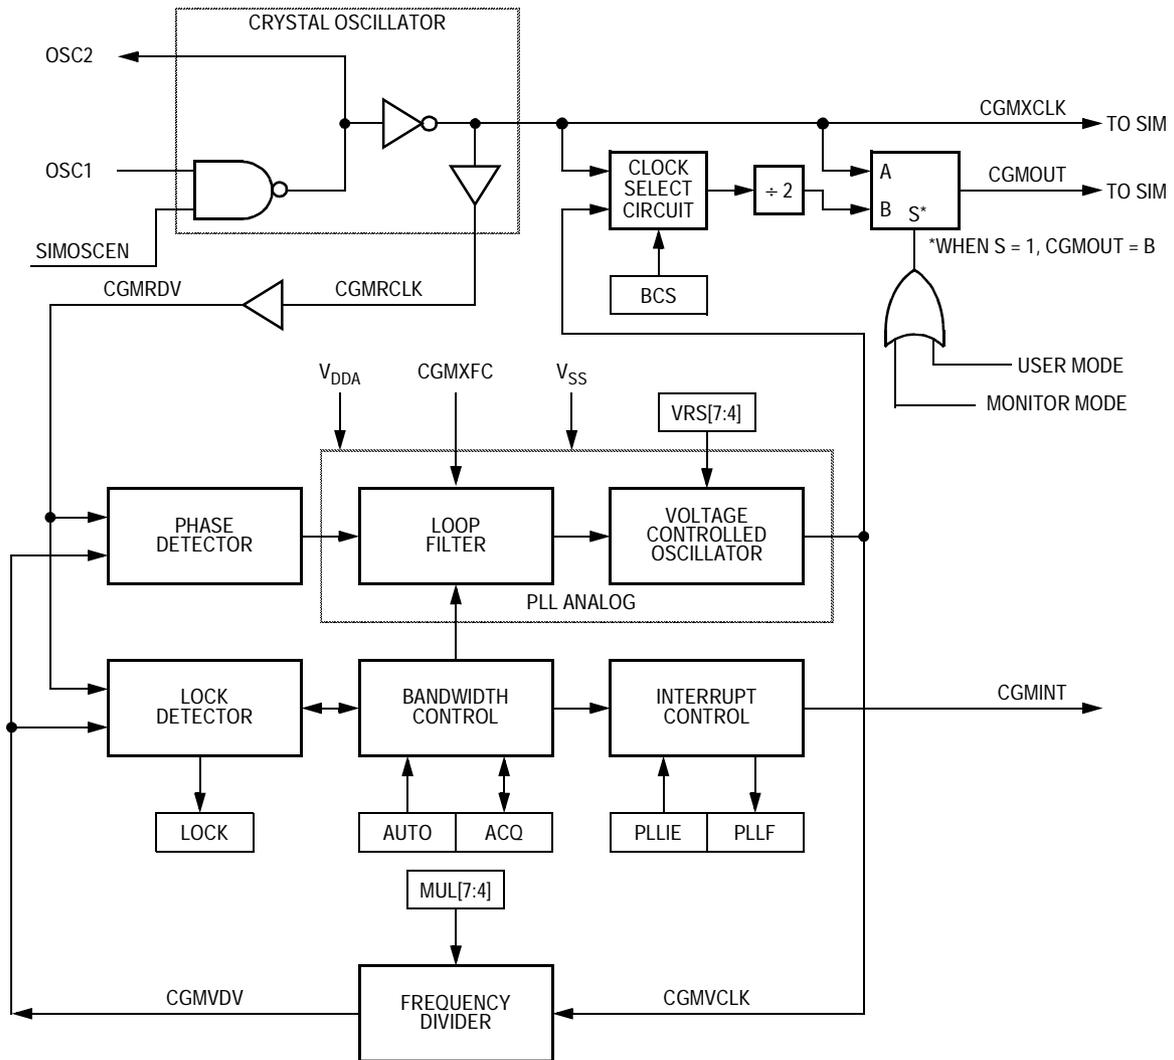 CRYSTAL OSCILLATOR
OSC2
OSC1
SIMOSCEN
CGMXCLK
TO SIM
CLOCK
SELECT
CIRCUIT
÷ 2
A
B
S*
CGMOUT
TO SIM
*WHEN S = 1, CGMOUT = B
BCS
CGMRDV
CGMRCLK
USER MODE
MONITOR MODE
VDDA
CGMXFC
VSS
VRS[7:4]
PHASE
DETECTOR
LOOP
FILTER
VOLTAGE
CONTROLLED
OSCILLATOR
PLL ANALOG
LOCK
DETECTOR
BANDWIDTH
CONTROL
INTERRUPT
CONTROL
CGMINT
LOCK
AUTO
ACQ
PLLIE
PLLF
MUL[7:4]
CGMVDV
FREQUENCY
DIVIDER
CGMVCLK